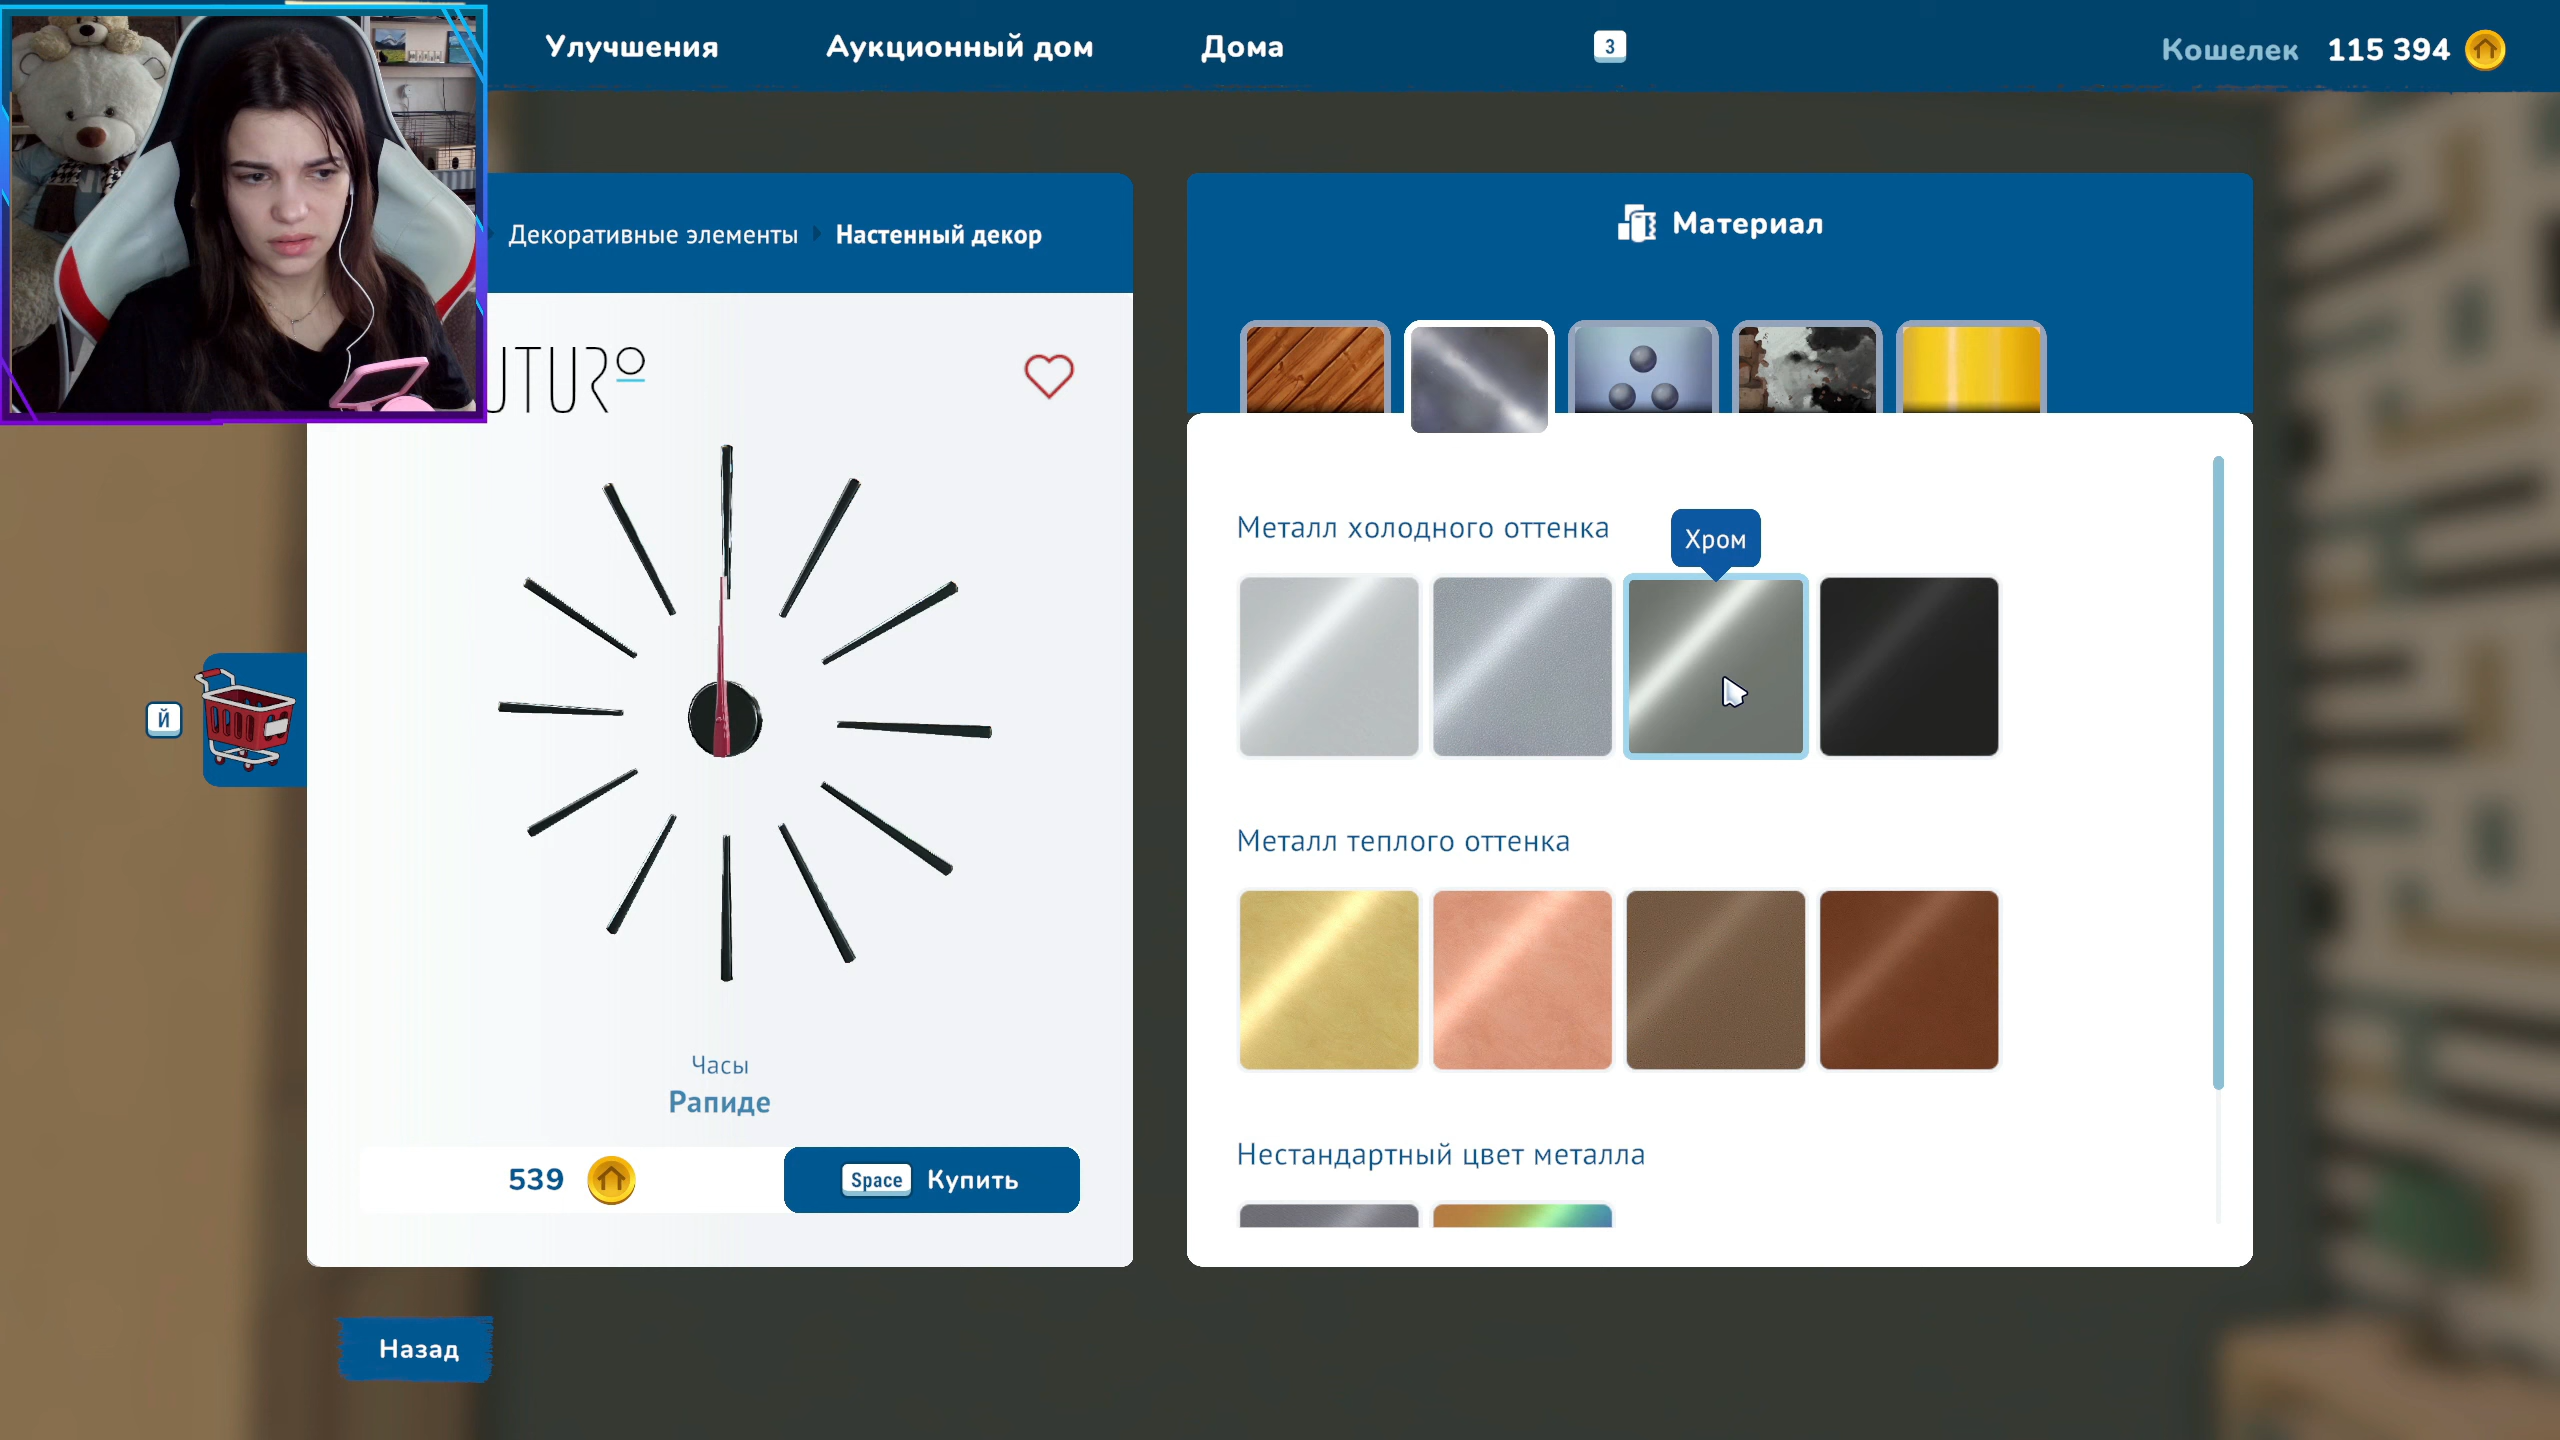 Улучшения
Аукционный дом
Дома
3
Кошелек 115 394
Декоративные элементы
Настенный декор
UTURO
Часы
Рапиде
539
Space Купить
Й
Назад
Материал
Металл холодного оттенка
Хром
Металл теплого оттенка
Нестандартный цвет металла